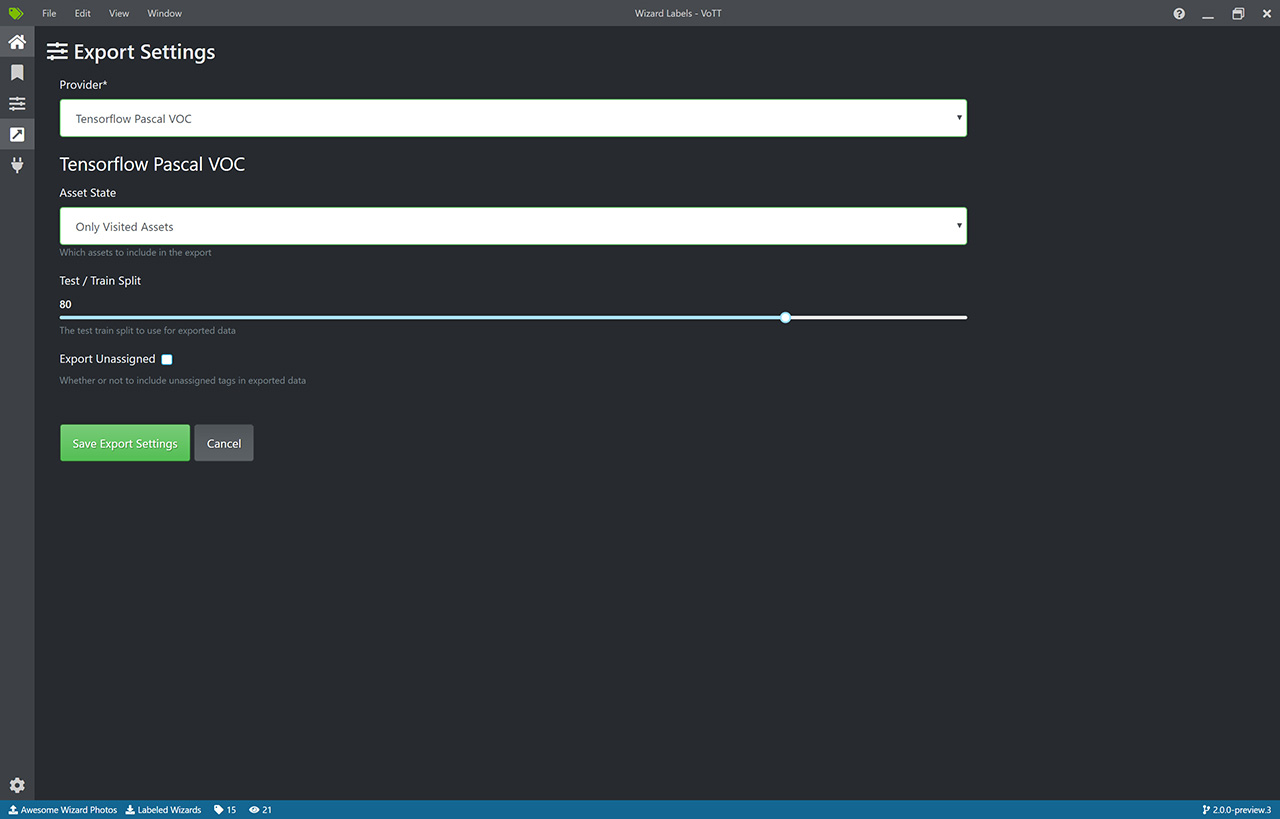 File Edit View Window Wizard Labels - VoTT
Export Settings
Provider*
Tensorflow Pascal VOC
Tensorflow Pascal VOC
Asset State
Only Visited Assets
Which assets to include in the export
Test / Train Split
80
The test train split to use for exported data
Export Unassigned
Whether or not to include unassigned tags in exported data
Save Export Settings Cancel
Awesome Wizard Photos Labeled Wizards 15 21 2.0.0-preview.3